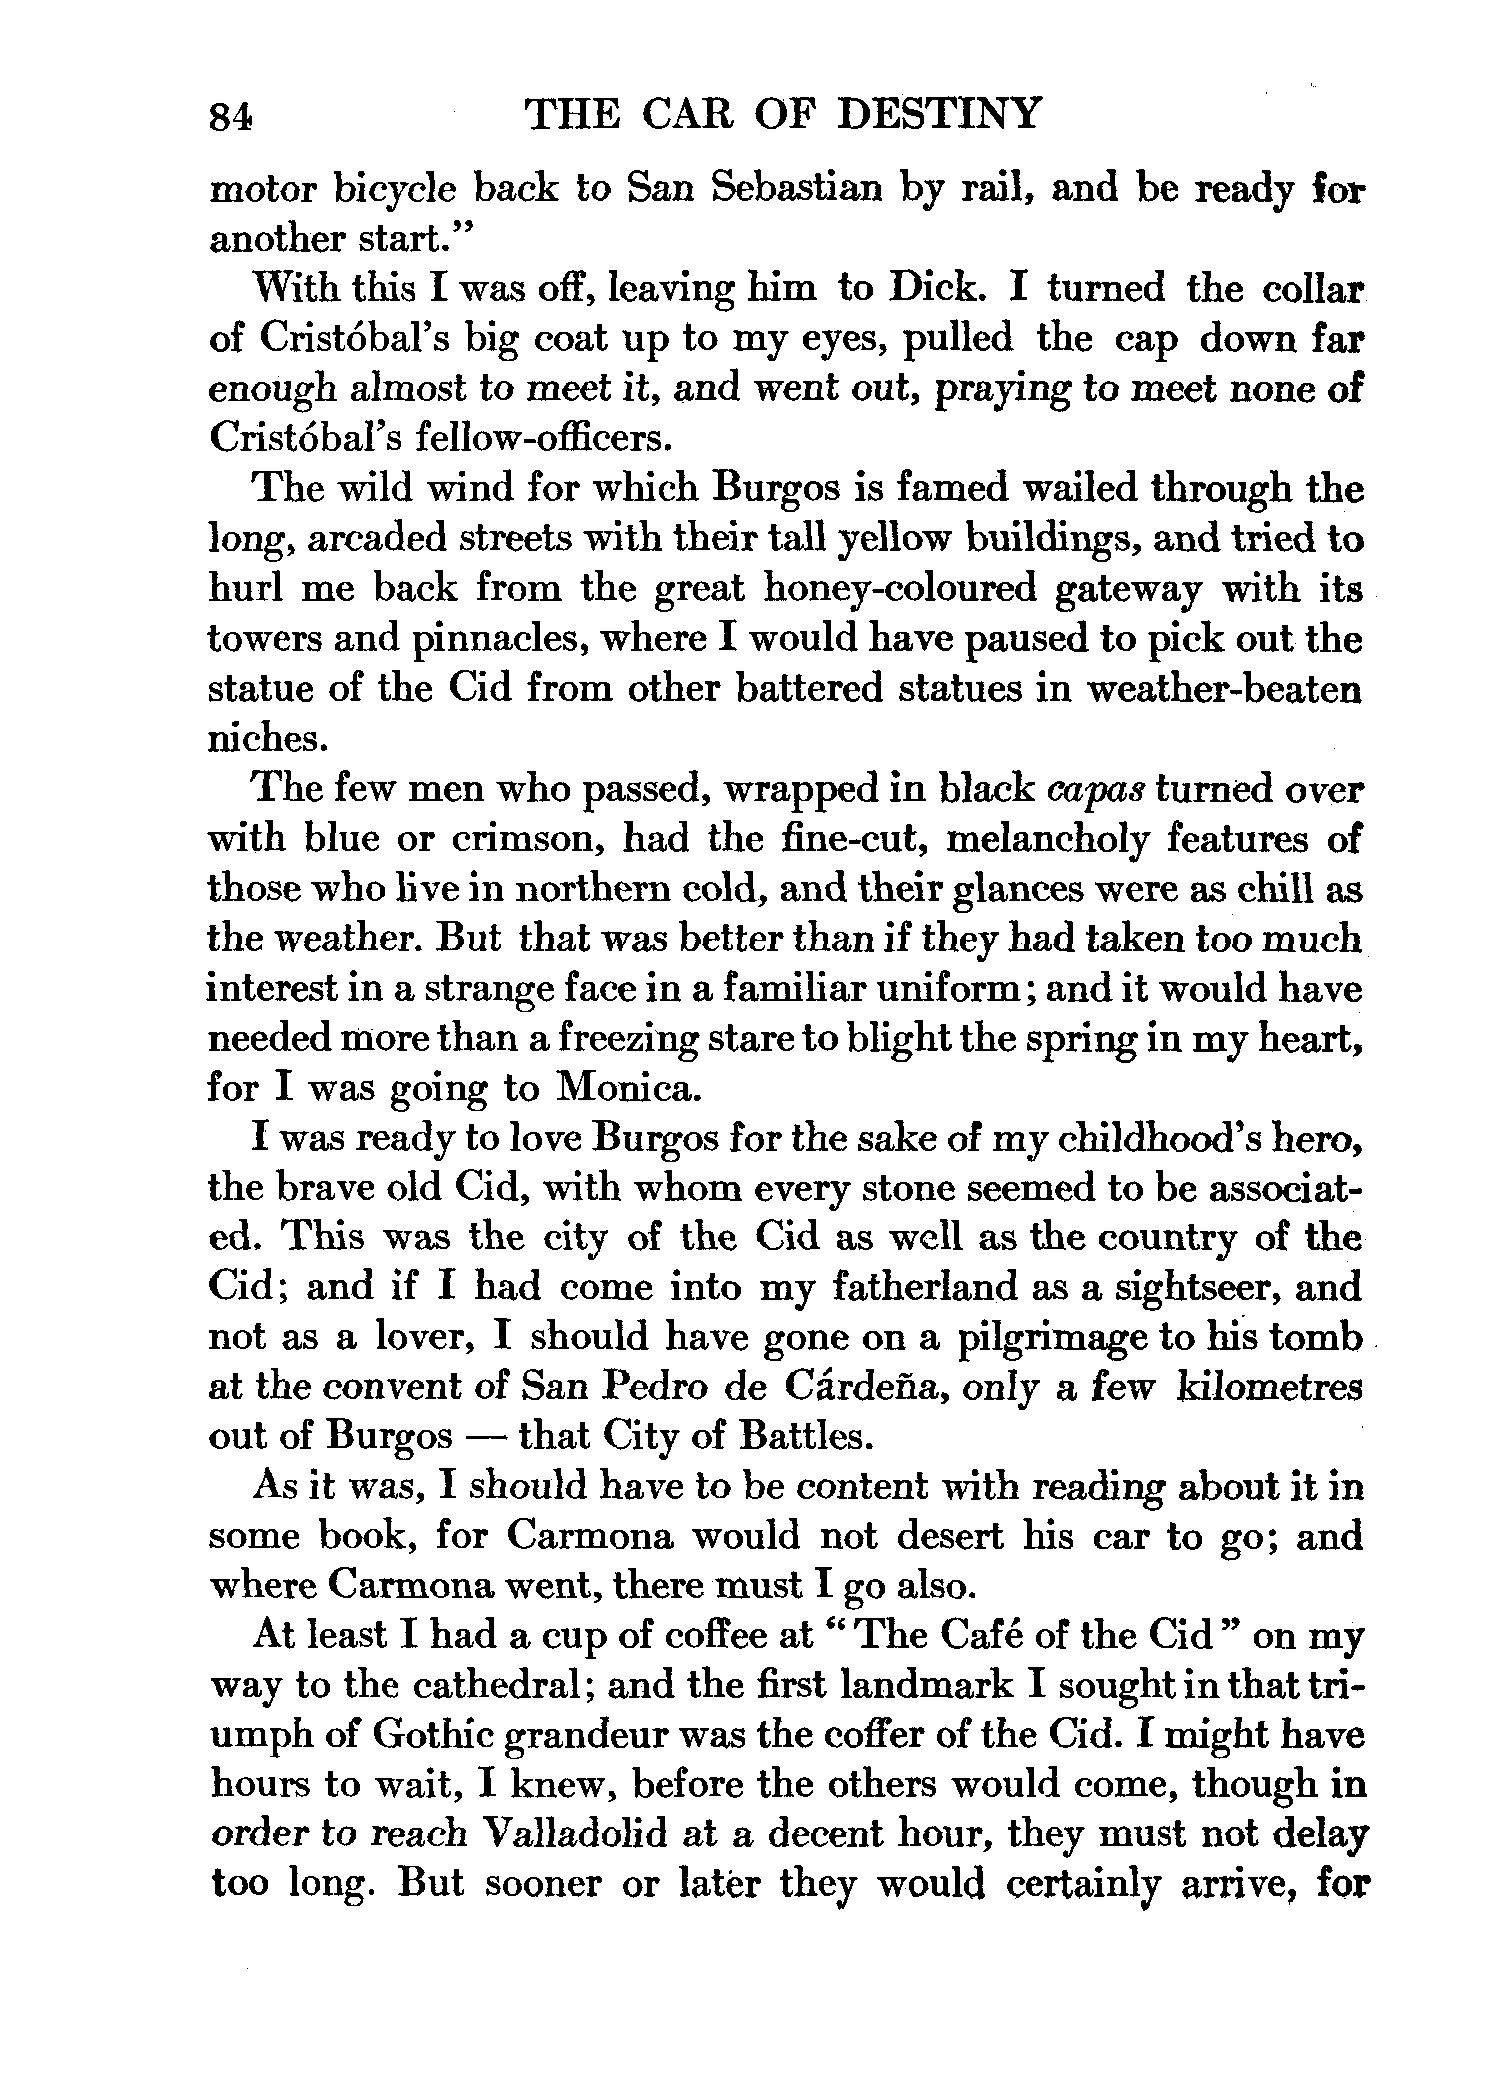 84 THE CAR OF DESTINY
motor bicycle back to San Sebastian by rail, and be ready for
another start."
With this I was off, leaving him to Dick. I turned the collar
of Cristóbal's big coat up to my eyes, pulled the cap down far
enough almost to meet it, and went out, praying to meet none of
Cristóbal's fellow-officers.
The wild wind for which Burgos is famed wailed through the
long, arcaded streets with their tall yellow buildings, and tried to
hurl me back from the great honey-coloured gateway with its
towers and pinnacles, where I would have paused to pick out the
statue of the Cid from other battered statues in weather-beaten
niches.
The few men who passed, wrapped in black capas turned over
with blue or crimson, had the fine-cut, melancholy features of
those who live in northern cold, and their glances were as chill as
the weather. But that was better than if they had taken too much
interest in a strange face in a familiar uniform; and it would have
needed more than a freezing stare to blight the spring in my heart,
for I was going to Monica.
I was ready to love Burgos for the sake of my childhood's hero,
the brave old Cid, with whom every stone seemed to be associat-
ed. This was the city of the Cid as well as the country of the
Cid; and if I had come into my fatherland as a sightseer, and
not as a lover, I should have gone on a pilgrimage to his tomb
at the convent of San Pedro de Cárdeña, only a few kilometres
out of Burgos — that City of Battles.
As it was, I should have to be content with reading about it in
some book, for Carmona would not desert his car to go; and
where Carmona went, there must I go also.
At least I had a cup of coffee at "The Café of the Cid" on my
way to the cathedral; and the first landmark I sought in that tri-
umph of Gothic grandeur was the coffer of the Cid. I might have
hours to wait, I knew, before the others would come, though in
order to reach Valladolid at a decent hour, they must not delay
too long. But sooner or later they would certainly arrive, for